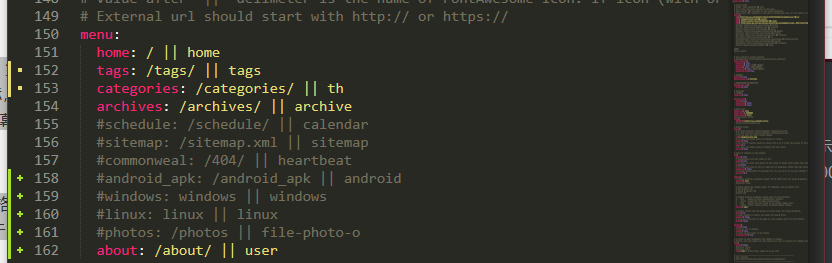 # Value after `||` delimeter is the name of FontAwesome icon. If icon (with or
149 # External url should start with http:// or https://
150 menu:
151 home: / || home
152 tags: /tags/ || tags
153 categories: /categories/ || th
154 archives: /archives/ || archive
155 #schedule: /schedule/ || calendar
156 #sitemap: /sitemap.xml || sitemap
157 #commonweal: /404/ || heartbeat
158 #android_apk: /android_apk || android
159 #windows: windows || windows
160 #linux: linux || linux
161 #photos: /photos || file-photo-o
162 about: /about/ || user